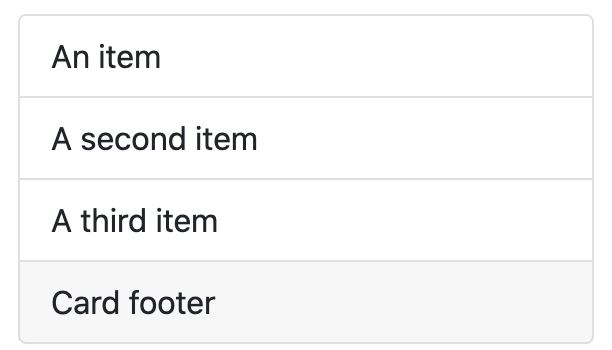 An item
A second item
A third item
Card footer